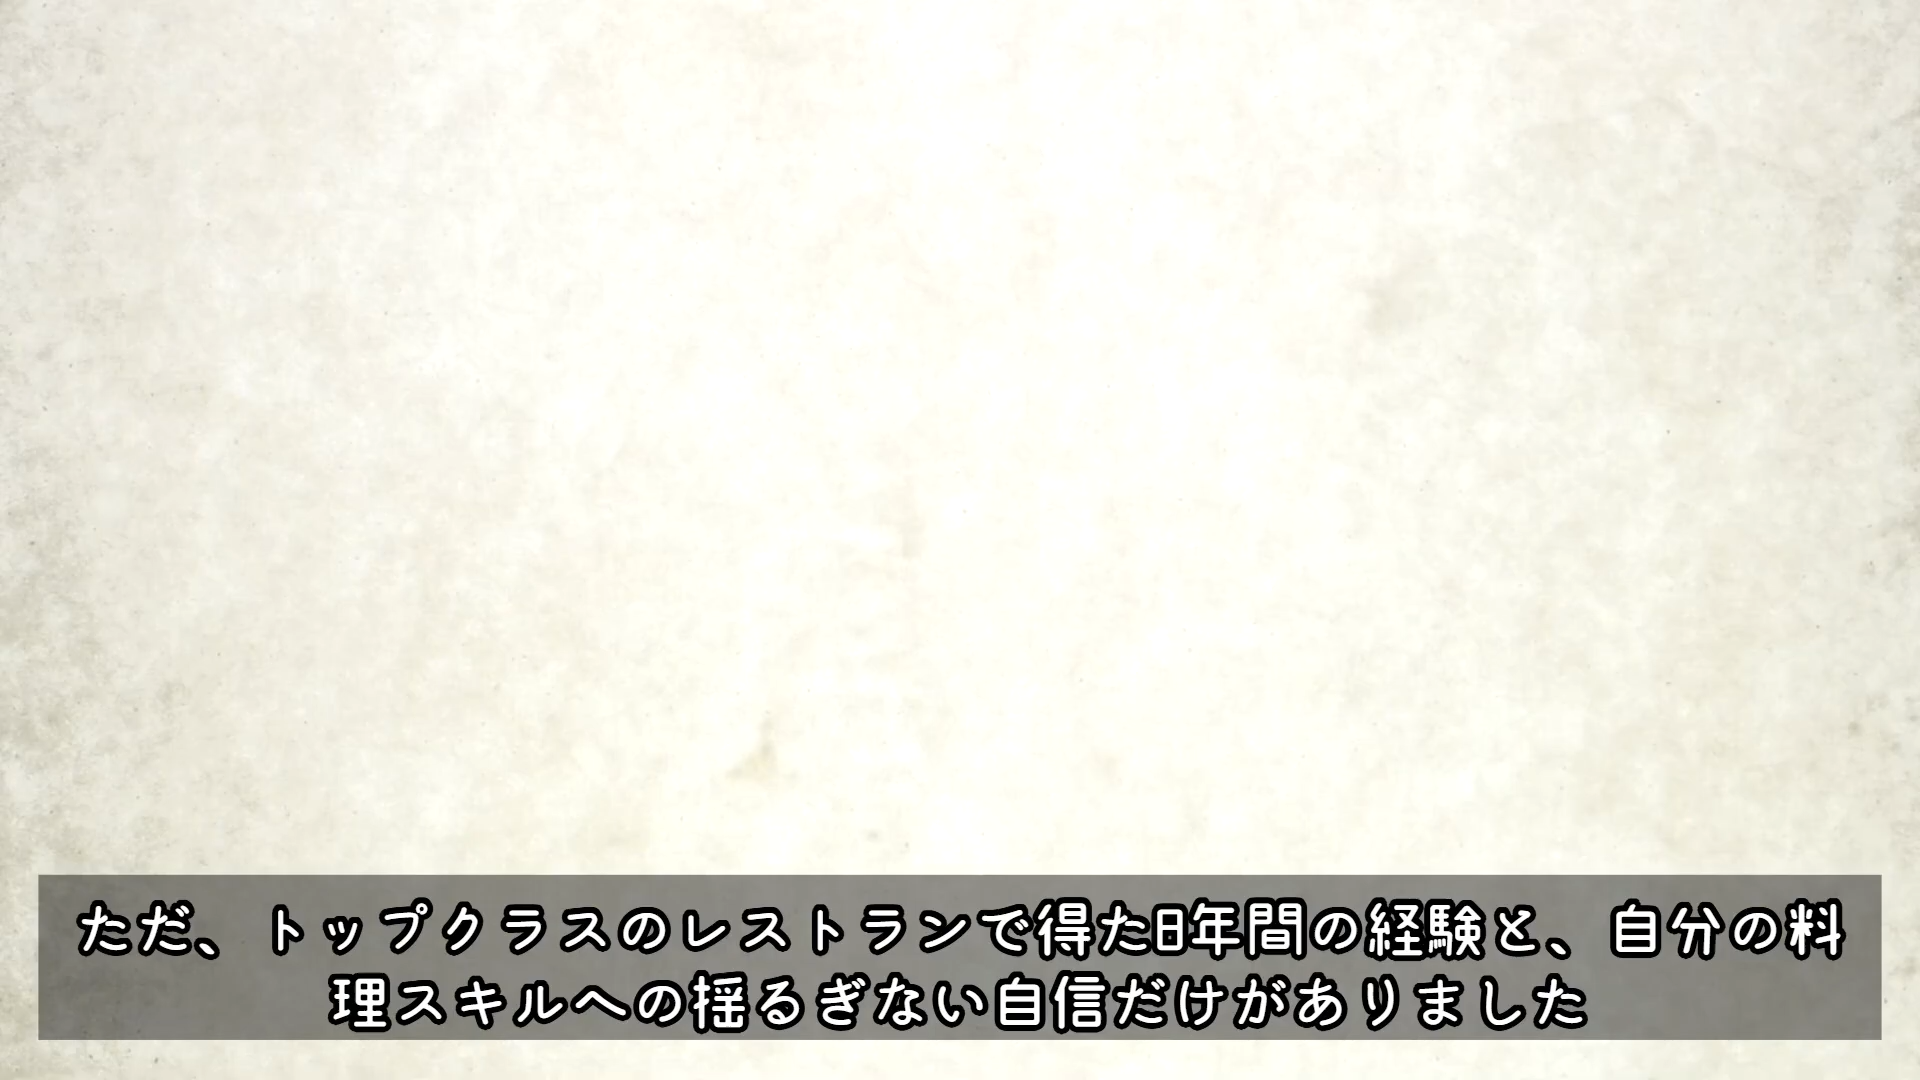 ただ、トップクラスのレストランで得た8年間の経験と、自分の料
理スキルへの揺るぎない自信だけがありました